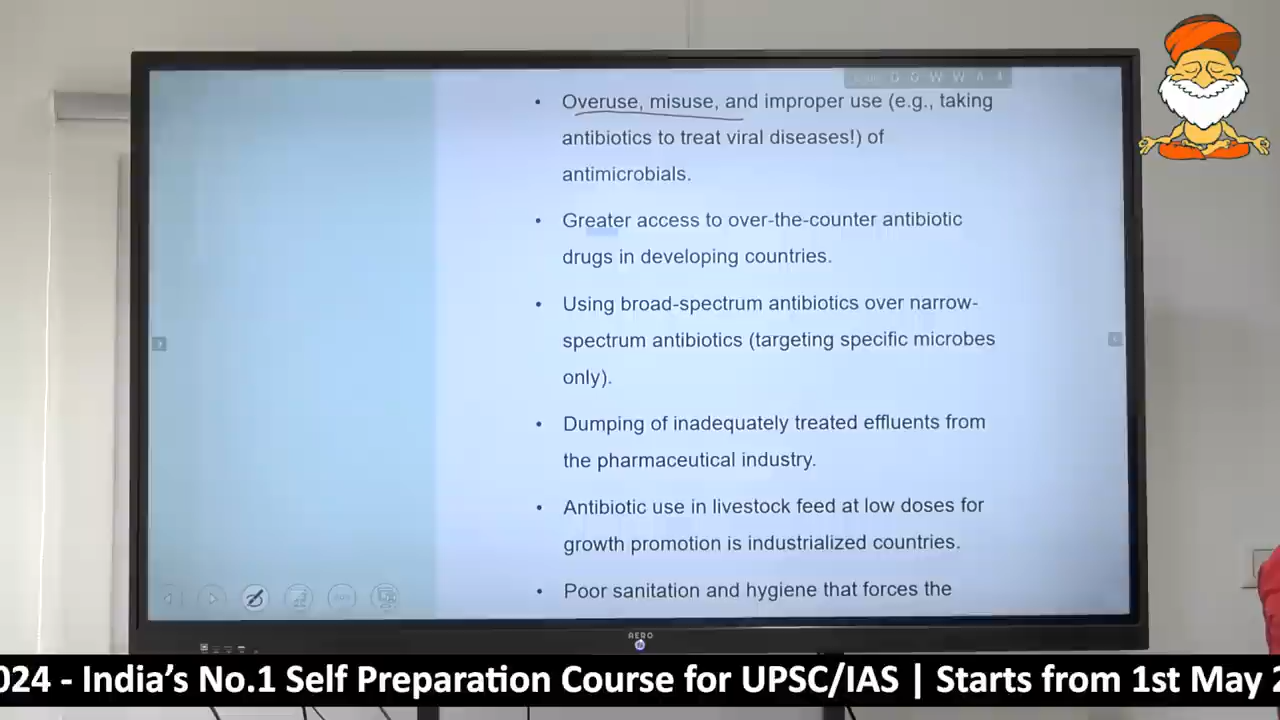 • Overuse, misuse, and improper use (e.g., taking
antibiotics to treat viral diseases!) of
antimicrobials.
• Greater access to over-the-counter antibiotic
drugs in developing countries.
• Using broad-spectrum antibiotics over narrow-
spectrum antibiotics (targeting specific microbes
only).
• Dumping of inadequately treated effluents from
the pharmaceutical industry.
• Antibiotic use in livestock feed at low doses for
growth promotion is industrialized countries.
• Poor sanitation and hygiene that forces the
AERO
024 - India’s No.1 Self Preparation Course for UPSC/IAS | Starts from 1st May 2